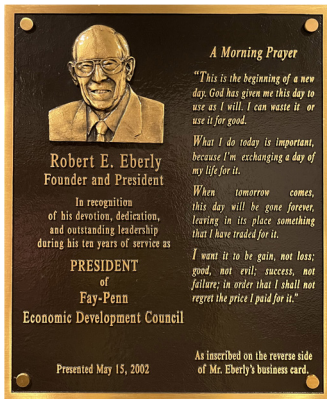 Robert E. Eberly
Founder and President
In recognition
of his devotion, dedication,
and outstanding leadership
during his ten years of service as
PRESIDENT
of
Fay-Penn
Economic Development Council
Presented May 15, 2002
A Morning Prayer
"This is the beginning of a new
day. God has given me this day to
use as I will. I can waste it or
use it for good.
What I do today is important,
because I'm exchanging a day of
my life for it.
When tomorrow comes,
this day will be gone forever,
leaving in its place something
that I have traded for it.
I want it to be gain, not loss;
good, not evil; success, not
failure; in order that I shall not
regret the price I paid for it."
As inscribed on the reverse side
of Mr. Eberly's business card.